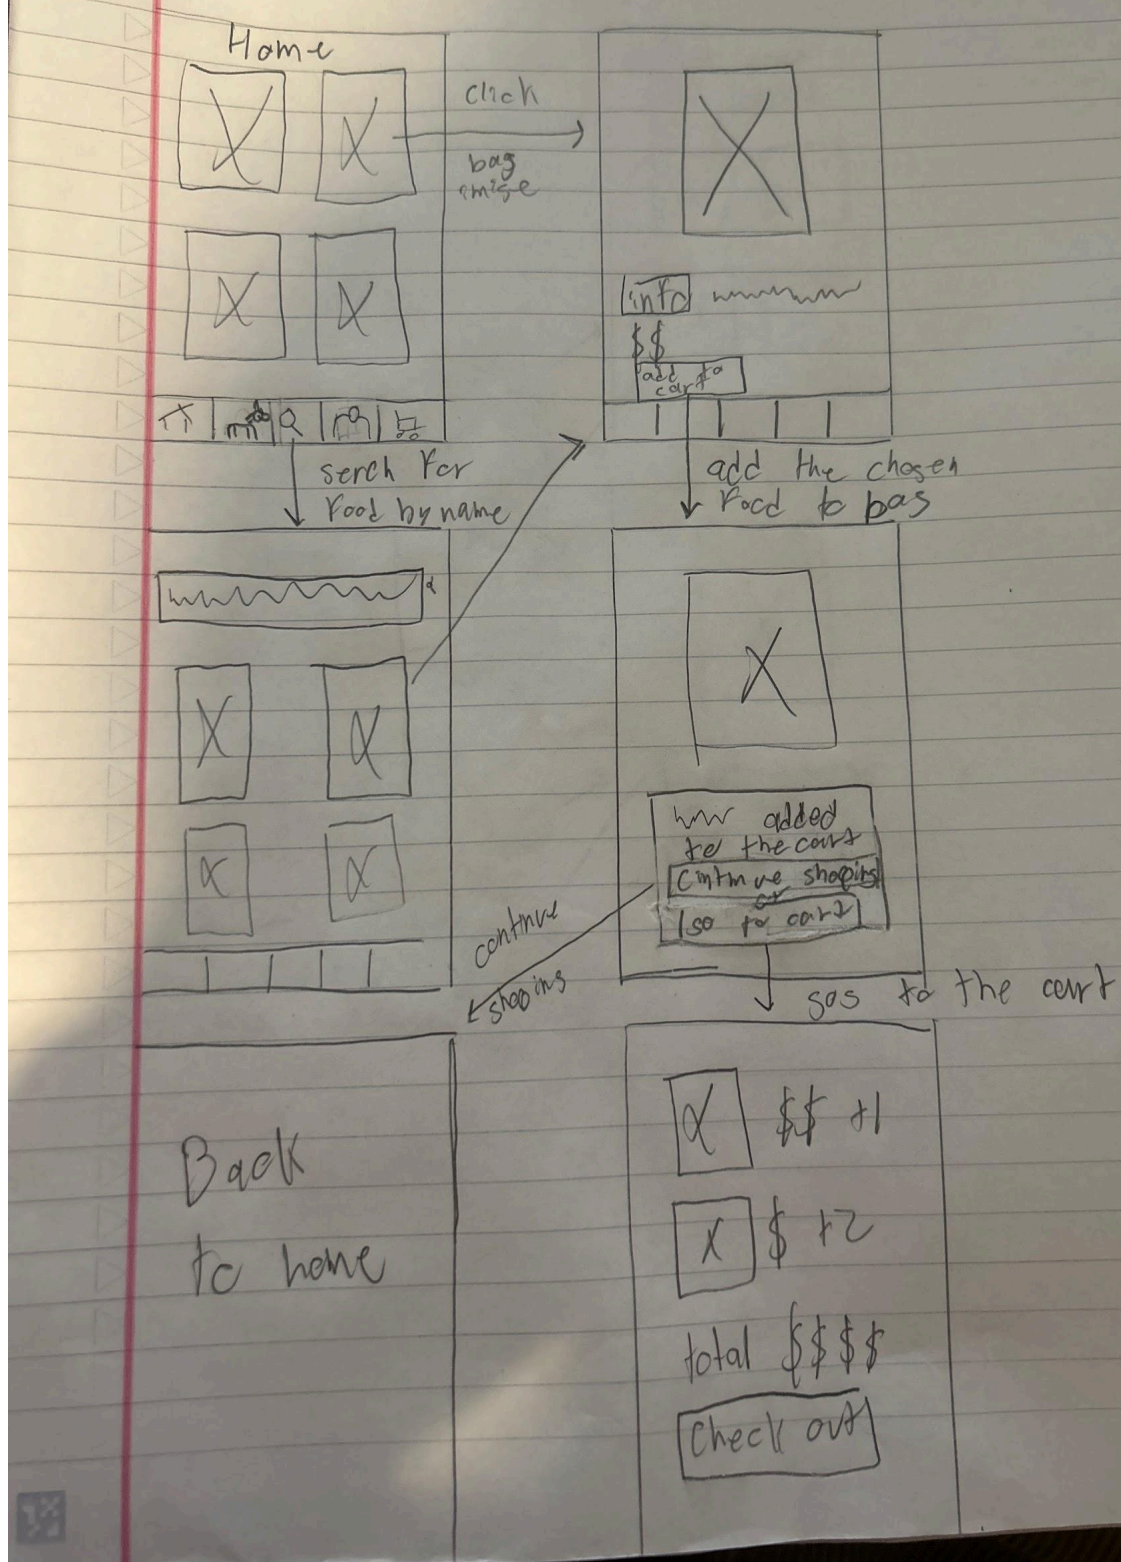 Home
click
bag
info
$$
add to
cart
serch for
food by name
add the chosen
food to bag
added
to the cart
continue shoping
or
go to cart
continue
shoping
gos to the cart
Back
to home
$$ +1
$ +2
total $$$$
Check out